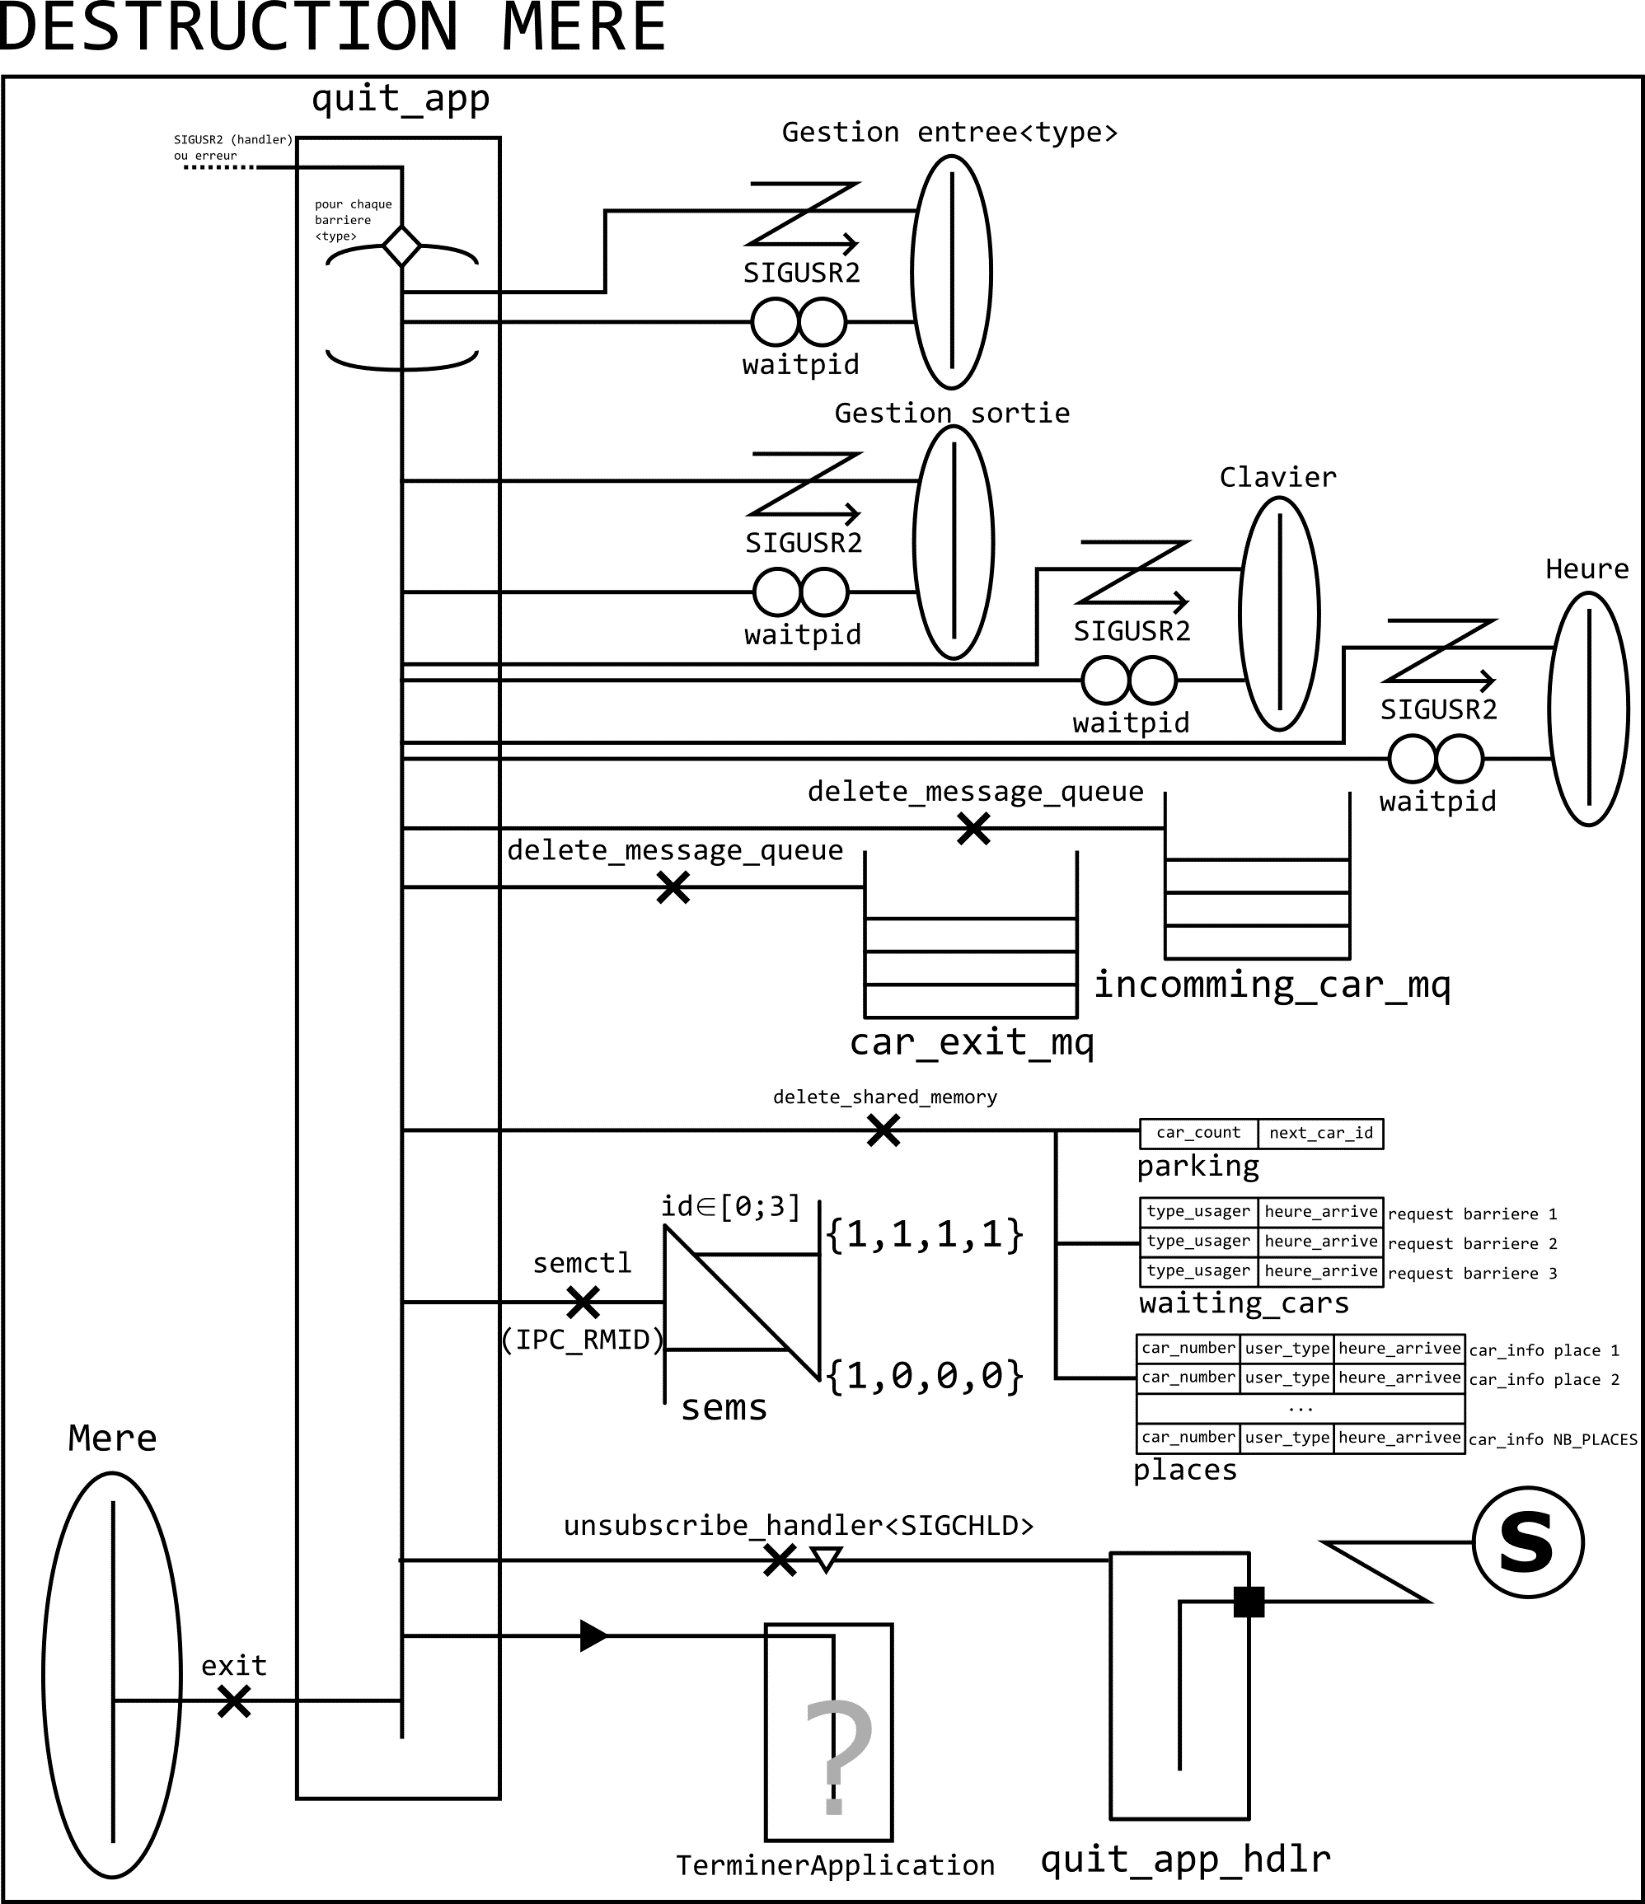 DESTRUCTION MERE
quit_app
SIGUSR2 (handler)
ou erreur
pour chaque
barriere
<type>
Gestion entree<type>
SIGUSR2
waitpid
Gestion sortie
SIGUSR2
waitpid
Clavier
SIGUSR2
waitpid
Heure
SIGUSR2
waitpid
delete_message_queue
delete_message_queue
incomming_car_mq
car_exit_mq
delete_shared_memory
car_count next_car_id
parking
type_usager heure_arrive request barriere 1
type_usager heure_arrive request barriere 2
type_usager heure_arrive request barriere 3
waiting_cars
id∈[0;3]
{1,1,1,1}
semctl
(IPC_RMID)
{1,0,0,0}
sems
car_number user_type heure_arrivee car_info place 1
car_number user_type heure_arrivee car_info place 2
...
car_number user_type heure_arrivee car_info NB_PLACES
places
Mere
exit
unsubscribe_handler<SIGCHLD>
S
?
TerminerApplication
quit_app_hdlr